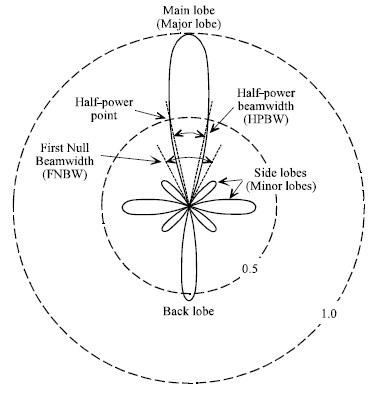 Main lobe
(Major lobe)
Half-power
point
Half-power
beamwidth
(HPBW)
First Null
Beamwidth
(FNBW)
Side lobes
(Minor lobes)
0.5
Back lobe
1.0